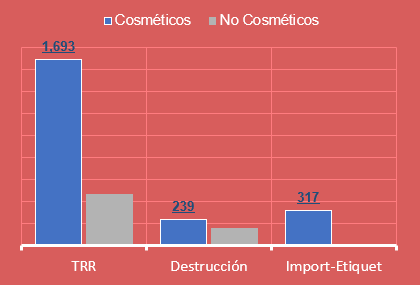 Cosméticos No Cosméticos
1,693
239
317
TRR Destrucción Import-Etiquet